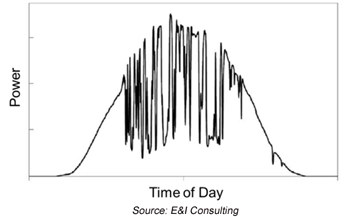 Power
Time of Day
Source: E&I Consulting